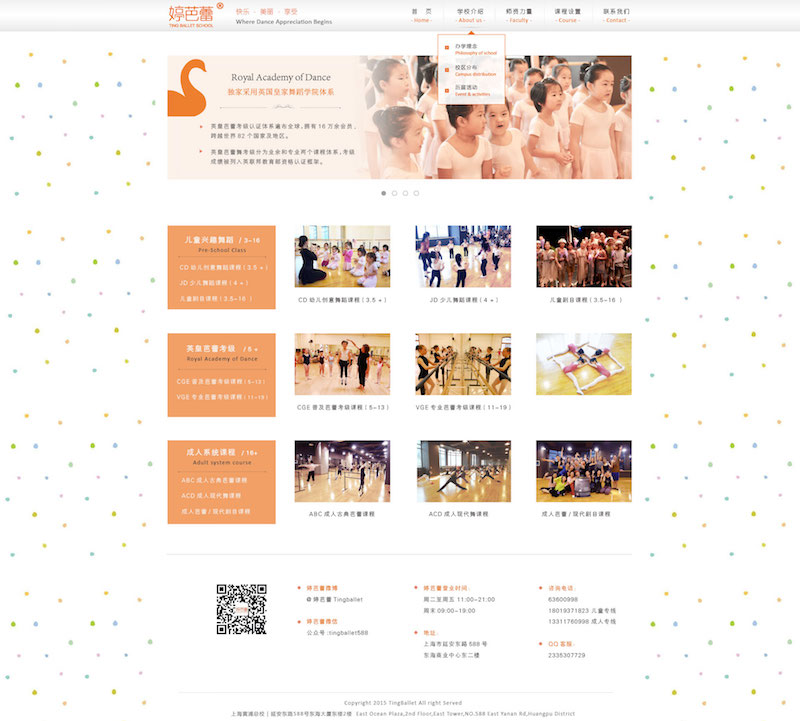 婷芭蕾
TING BALLET SCHOOL
快乐 · 美丽 · 享受
Where Dance Appreciation Begins
首 页
·Home·
学校介绍
·About us·
师资力量
·Faculty·
课程设置
·Course·
联系我们
·Contact·
办学理念
Philosophy of school
校区分布
Campus distribution
近期活动
Event & activities
Royal Academy of Dance
独家采用英国皇家舞蹈学院体系
英皇芭蕾考级认证体系遍布全球,拥有 16 万余会员,
跨越世界 82 个国家及地区。
英皇芭蕾舞考级分为业余和专业两个课程体系,考级
成绩被列入英联邦教育部资格认证框架。
儿童兴趣舞蹈 / 3-16
Pre-School Class
CD 幼儿创意舞蹈课程 ( 3.5 + )
JD 少儿舞蹈课程 ( 4 + )
儿童剧目课程 ( 3.5-16 )
CD 幼儿创意舞蹈课程 ( 3.5 + )
JD 少儿舞蹈课程 ( 4 + )
儿童剧目课程 ( 3.5-16 )
英皇芭蕾考级 / 5 +
Royal Academy of Dance
CGE 普及芭蕾考级课程 ( 5-13 )
VGE 专业芭蕾考级课程 ( 11-19 )
CGE 普及芭蕾考级课程 ( 5-13 )
VGE 专业芭蕾考级课程 ( 11-19 )
成人系统课程 / 16+
Adult system course
ABC 成人古典芭蕾课程
ACD 成人现代舞课程
成人芭蕾 / 现代剧目课程
ABC 成人古典芭蕾课程
ACD 成人现代舞课程
成人芭蕾 / 现代剧目课程
婷芭蕾微博
@ 婷芭蕾 Tingballet
婷芭蕾微信
公众号 :tingballet588
婷芭蕾营业时间:
周二至周五 11:00-21:00
周末 09:00-19:00
地址:
上海市延安东路 588 号
东海商业中心东二楼
咨询电话:
63600998
18019371823 儿童专线
13311760998 成人专线
QQ 客服:
2335307729
Copyright 2015 TingBallet All right Served
上海黄浦总校 | 延安东路588号东海大厦东楼2楼 East Ocean Plaza,2nd Floor,East Tower,NO.588 East Yanan Rd,Huangpu District